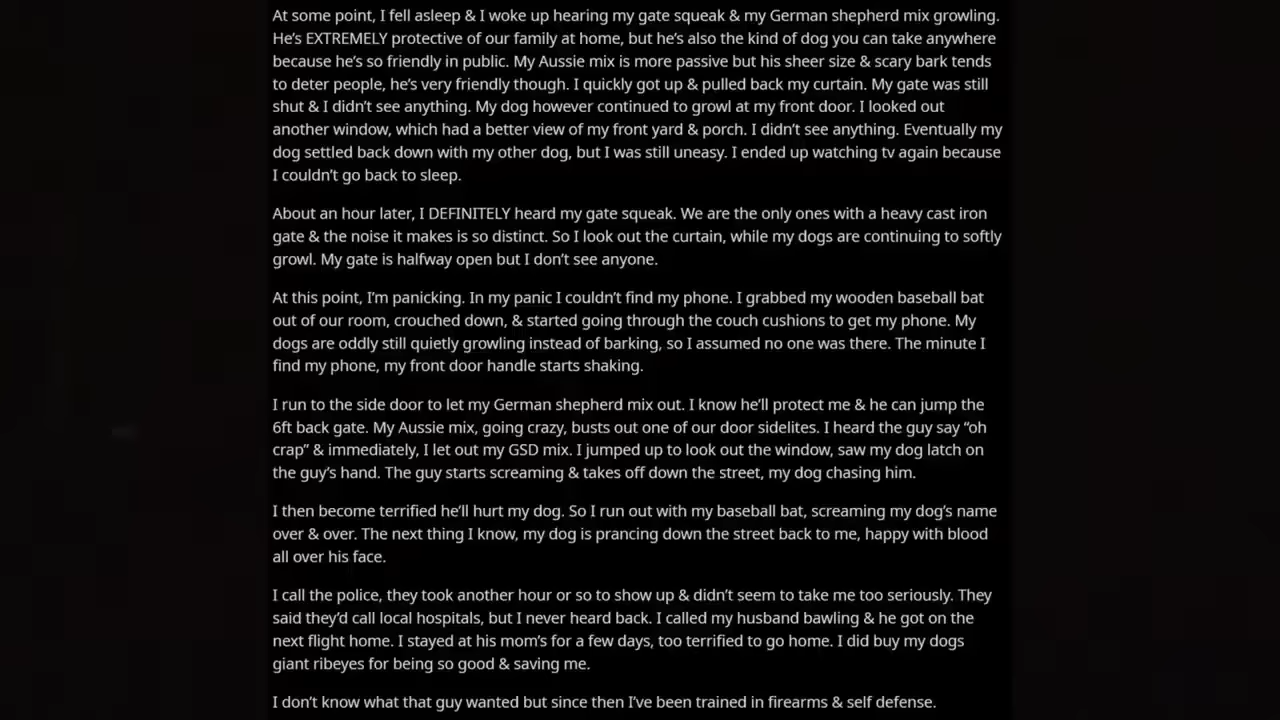 At some point, I fell asleep & I woke up hearing my gate squeak & my German shepherd mix growling.
He’s EXTREMELY protective of our family at home, but he’s also the kind of dog you can take anywhere
because he’s so friendly in public. My Aussie mix is more passive but his sheer size & scary bark tends
to deter people, he’s very friendly though. I quickly got up & pulled back my curtain. My gate was still
shut & I didn’t see anything. My dog however continued to growl at my front door. I looked out
another window, which had a better view of my front yard & porch. I didn’t see anything. Eventually my
dog settled back down with my other dog, but I was still uneasy. I ended up watching tv again because
I couldn’t go back to sleep.
About an hour later, I DEFINITELY heard my gate squeak. We are the only ones with a heavy cast iron
gate & the noise it makes is so distinct. So I look out the curtain, while my dogs are continuing to softly
growl. My gate is halfway open but I don’t see anyone.
At this point, I’m panicking. In my panic I couldn’t find my phone. I grabbed my wooden baseball bat
out of our room, crouched down, & started going through the couch cushions to get my phone. My
dogs are oddly still quietly growling instead of barking, so I assumed no one was there. The minute I
find my phone, my front door handle starts shaking.
I run to the side door to let my German shepherd mix out. I know he’ll protect me & he can jump the
6ft back gate. My Aussie mix, going crazy, busts out one of our door sidelites. I heard the guy say “oh
crap” & immediately, I let out my GSD mix. I jumped up to look out the window, saw my dog latch on
the guy’s hand. The guy starts screaming & takes off down the street, my dog chasing him.
I then become terrified he’ll hurt my dog. So I run out with my baseball bat, screaming my dog’s name
over & over. The next thing I know, my dog is prancing down the street back to me, happy with blood
all over his face.
I call the police, they took another hour or so to show up & didn’t seem to take me too seriously. They
said they’d call local hospitals, but I never heard back. I called my husband bawling & he got on the
next flight home. I stayed at his mom’s for a few days, too terrified to go home. I did buy my dogs
giant ribeyes for being so good & saving me.
I don’t know what that guy wanted but since then I’ve been trained in firearms & self defense.